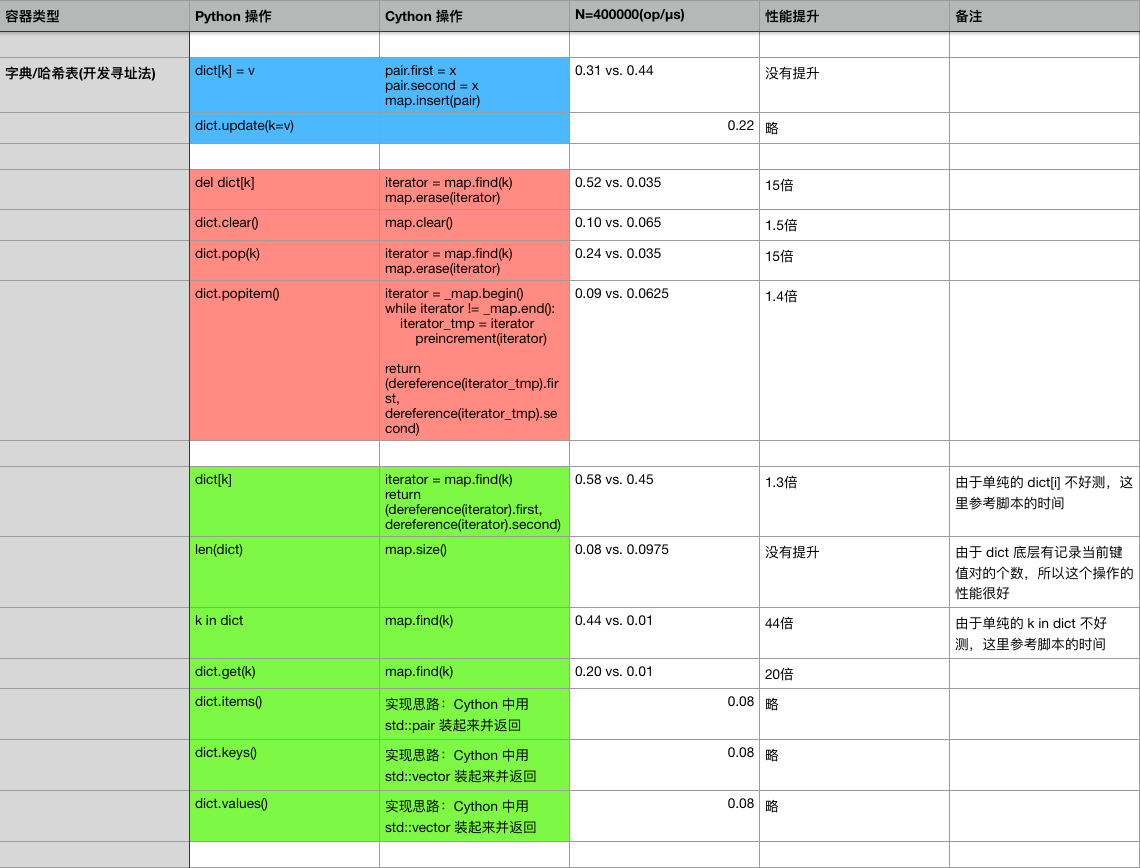 容器类型 Python 操作 Cython 操作 N=400000(op/μs) 性能提升 备注
字典/哈希表(开发寻址法) dict[k] = v pair.first = x 0.31 vs. 0.44 没有提升
pair.second = x
map.insert(pair)
dict.update(k=v) 0.22 略
del dict[k] iterator = map.find(k) 0.52 vs. 0.035 15倍
map.erase(iterator)
dict.clear() map.clear() 0.10 vs. 0.065 1.5倍
dict.pop(k) iterator = map.find(k) 0.24 vs. 0.035 15倍
map.erase(iterator)
dict.popitem() iterator = _map.begin() 0.09 vs. 0.0625 1.4倍
while iterator != _map.end():
iterator_tmp = iterator
preincrement(iterator)
return
(dereference(iterator_tmp).fir
st,
dereference(iterator_tmp).se
cond)
dict[k] iterator = map.find(k) 0.58 vs. 0.45 1.3倍 由于单纯的 dict[i] 不好测，这
return 里参考脚本的时间
(dereference(iterator).first,
dereference(iterator).second)
len(dict) map.size() 0.08 vs. 0.0975 没有提升 由于 dict 底层有记录当前键
值对的个数，所以这个操作的
性能很好
k in dict map.find(k) 0.44 vs. 0.01 44倍 由于单纯的 k in dict 不好
测，这里参考脚本的时间
dict.get(k) map.find(k) 0.20 vs. 0.01 20倍
dict.items() 实现思路：Cython 中用 0.08 略
std::pair 装起来并返回
dict.keys() 实现思路：Cython 中用 0.08 略
std::vector 装起来并返回
dict.values() 实现思路：Cython 中用 0.08 略
std::vector 装起来并返回